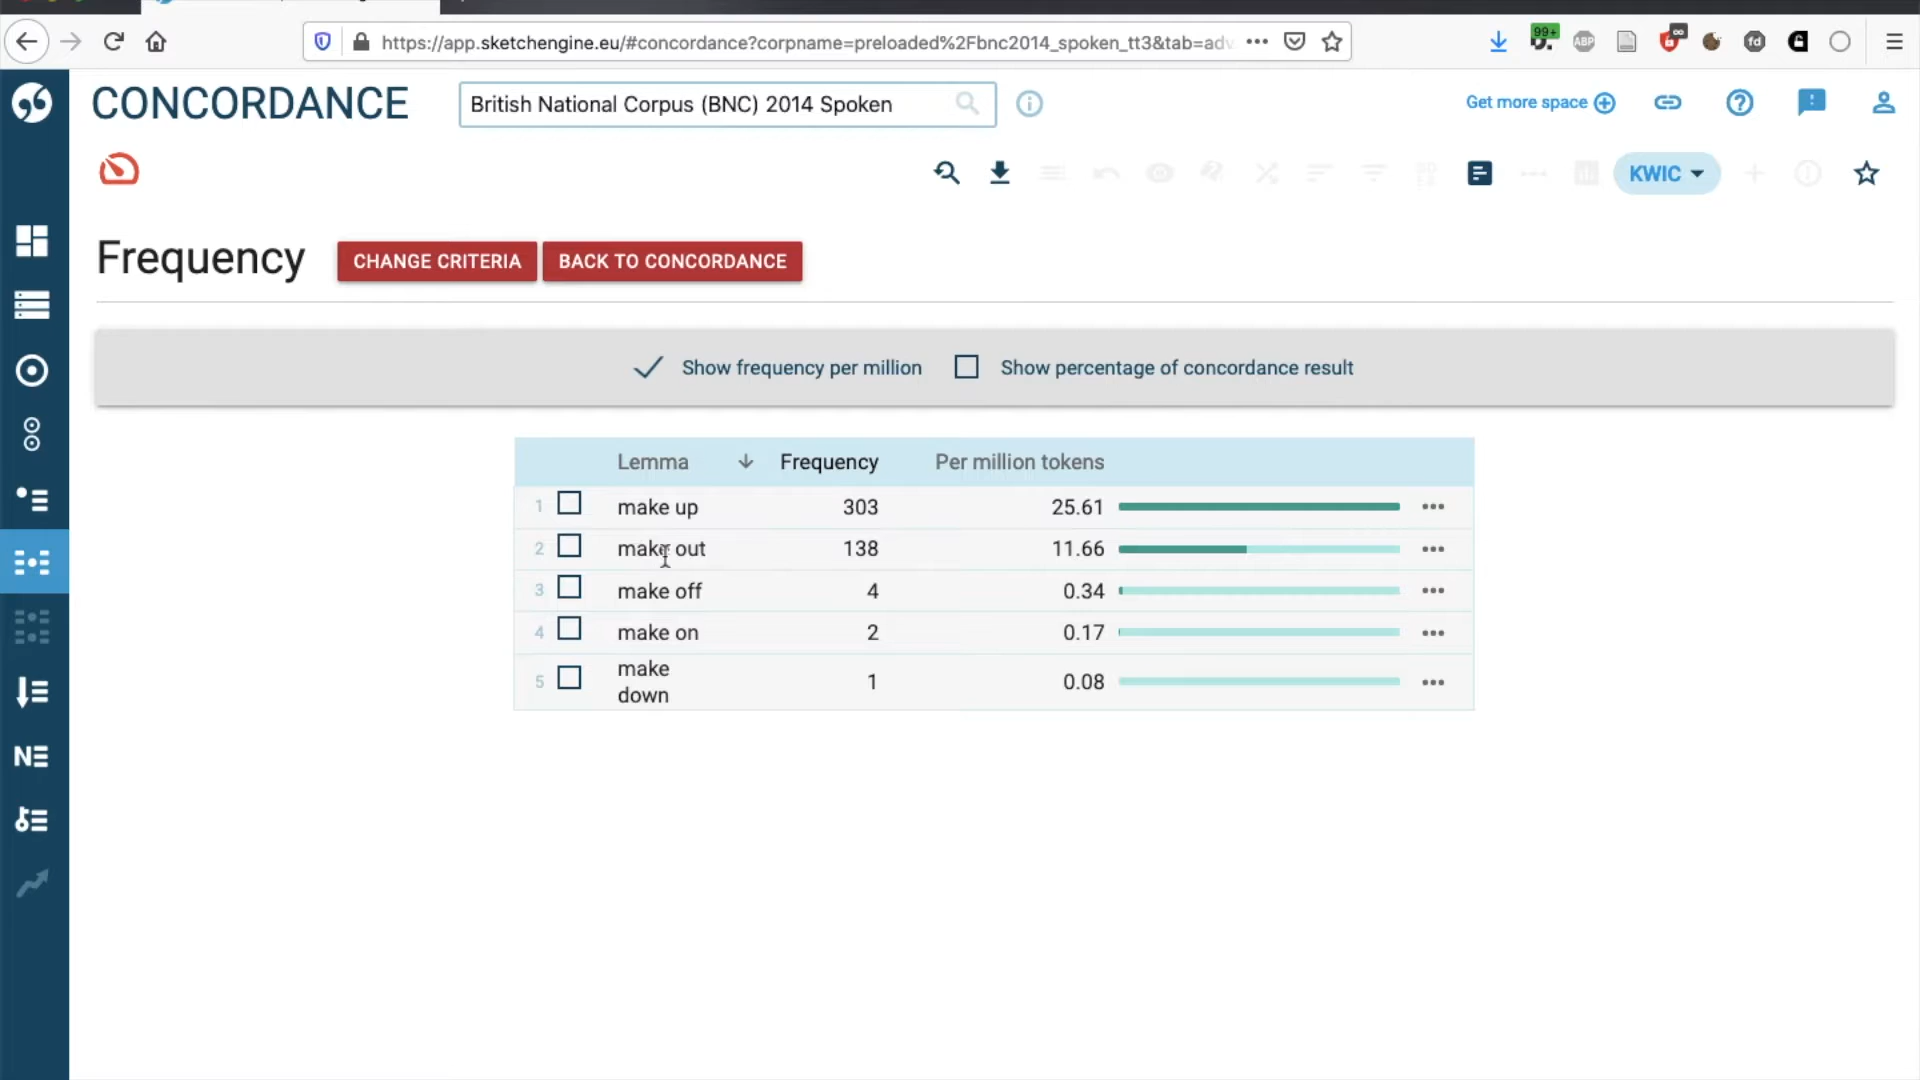 https://app.sketchengine.eu/#concordance?corpname=preloaded%2Fbnc2014_spoken_tt3&tab=adv
99+
ABP
fd
CONCORDANCE
British National Corpus (BNC) 2014 Spoken
Get more space
KWIC
Frequency
CHANGE CRITERIA
BACK TO CONCORDANCE
Show frequency per million
Show percentage of concordance result
Lemma Frequency Per million tokens
1 make up 303 25.61
2 make out 138 11.66
3 make off 4 0.34
4 make on 2 0.17
5 make down 1 0.08
N